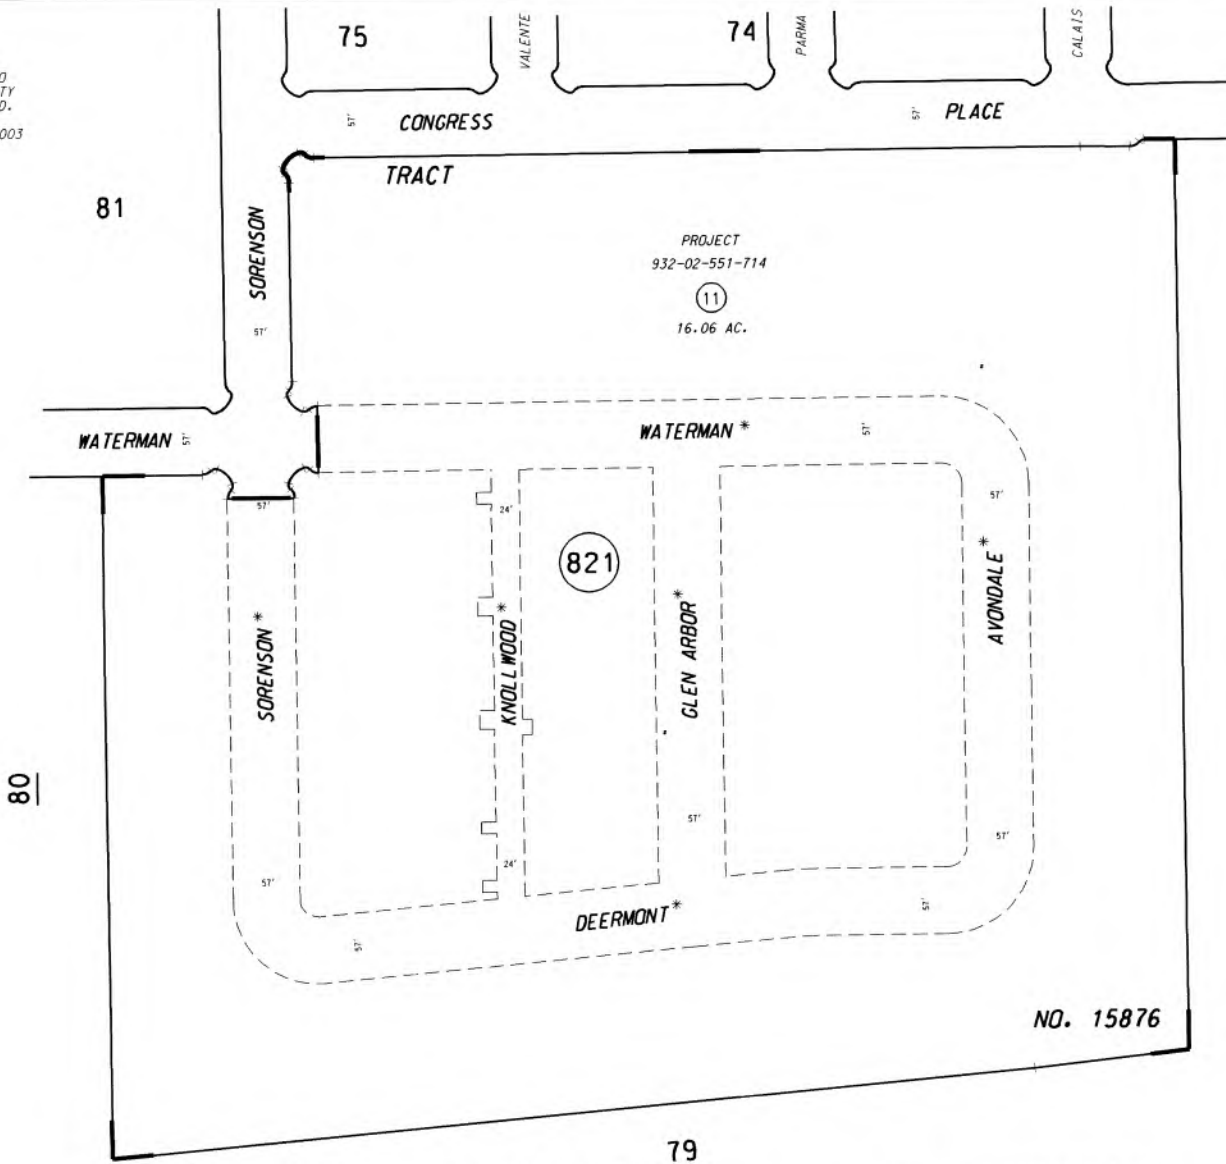 75
VALENTE
74
PARMA
CALAIS
TY
D.
003
57'
CONGRESS
57'
PLACE
TRACT
81
SORENSON
57'
PROJECT
932-02-551-714
11
16.06 AC.
WATERMAN
57'
WATERMAN *
57'
57'
24'
57'
821
AVONDALE *
SORENSON *
KNOLLWOOD *
GLEN ARBOR *
80
57'
57'
24'
57'
DEERMONT *
57'
57'
NO. 15876
79